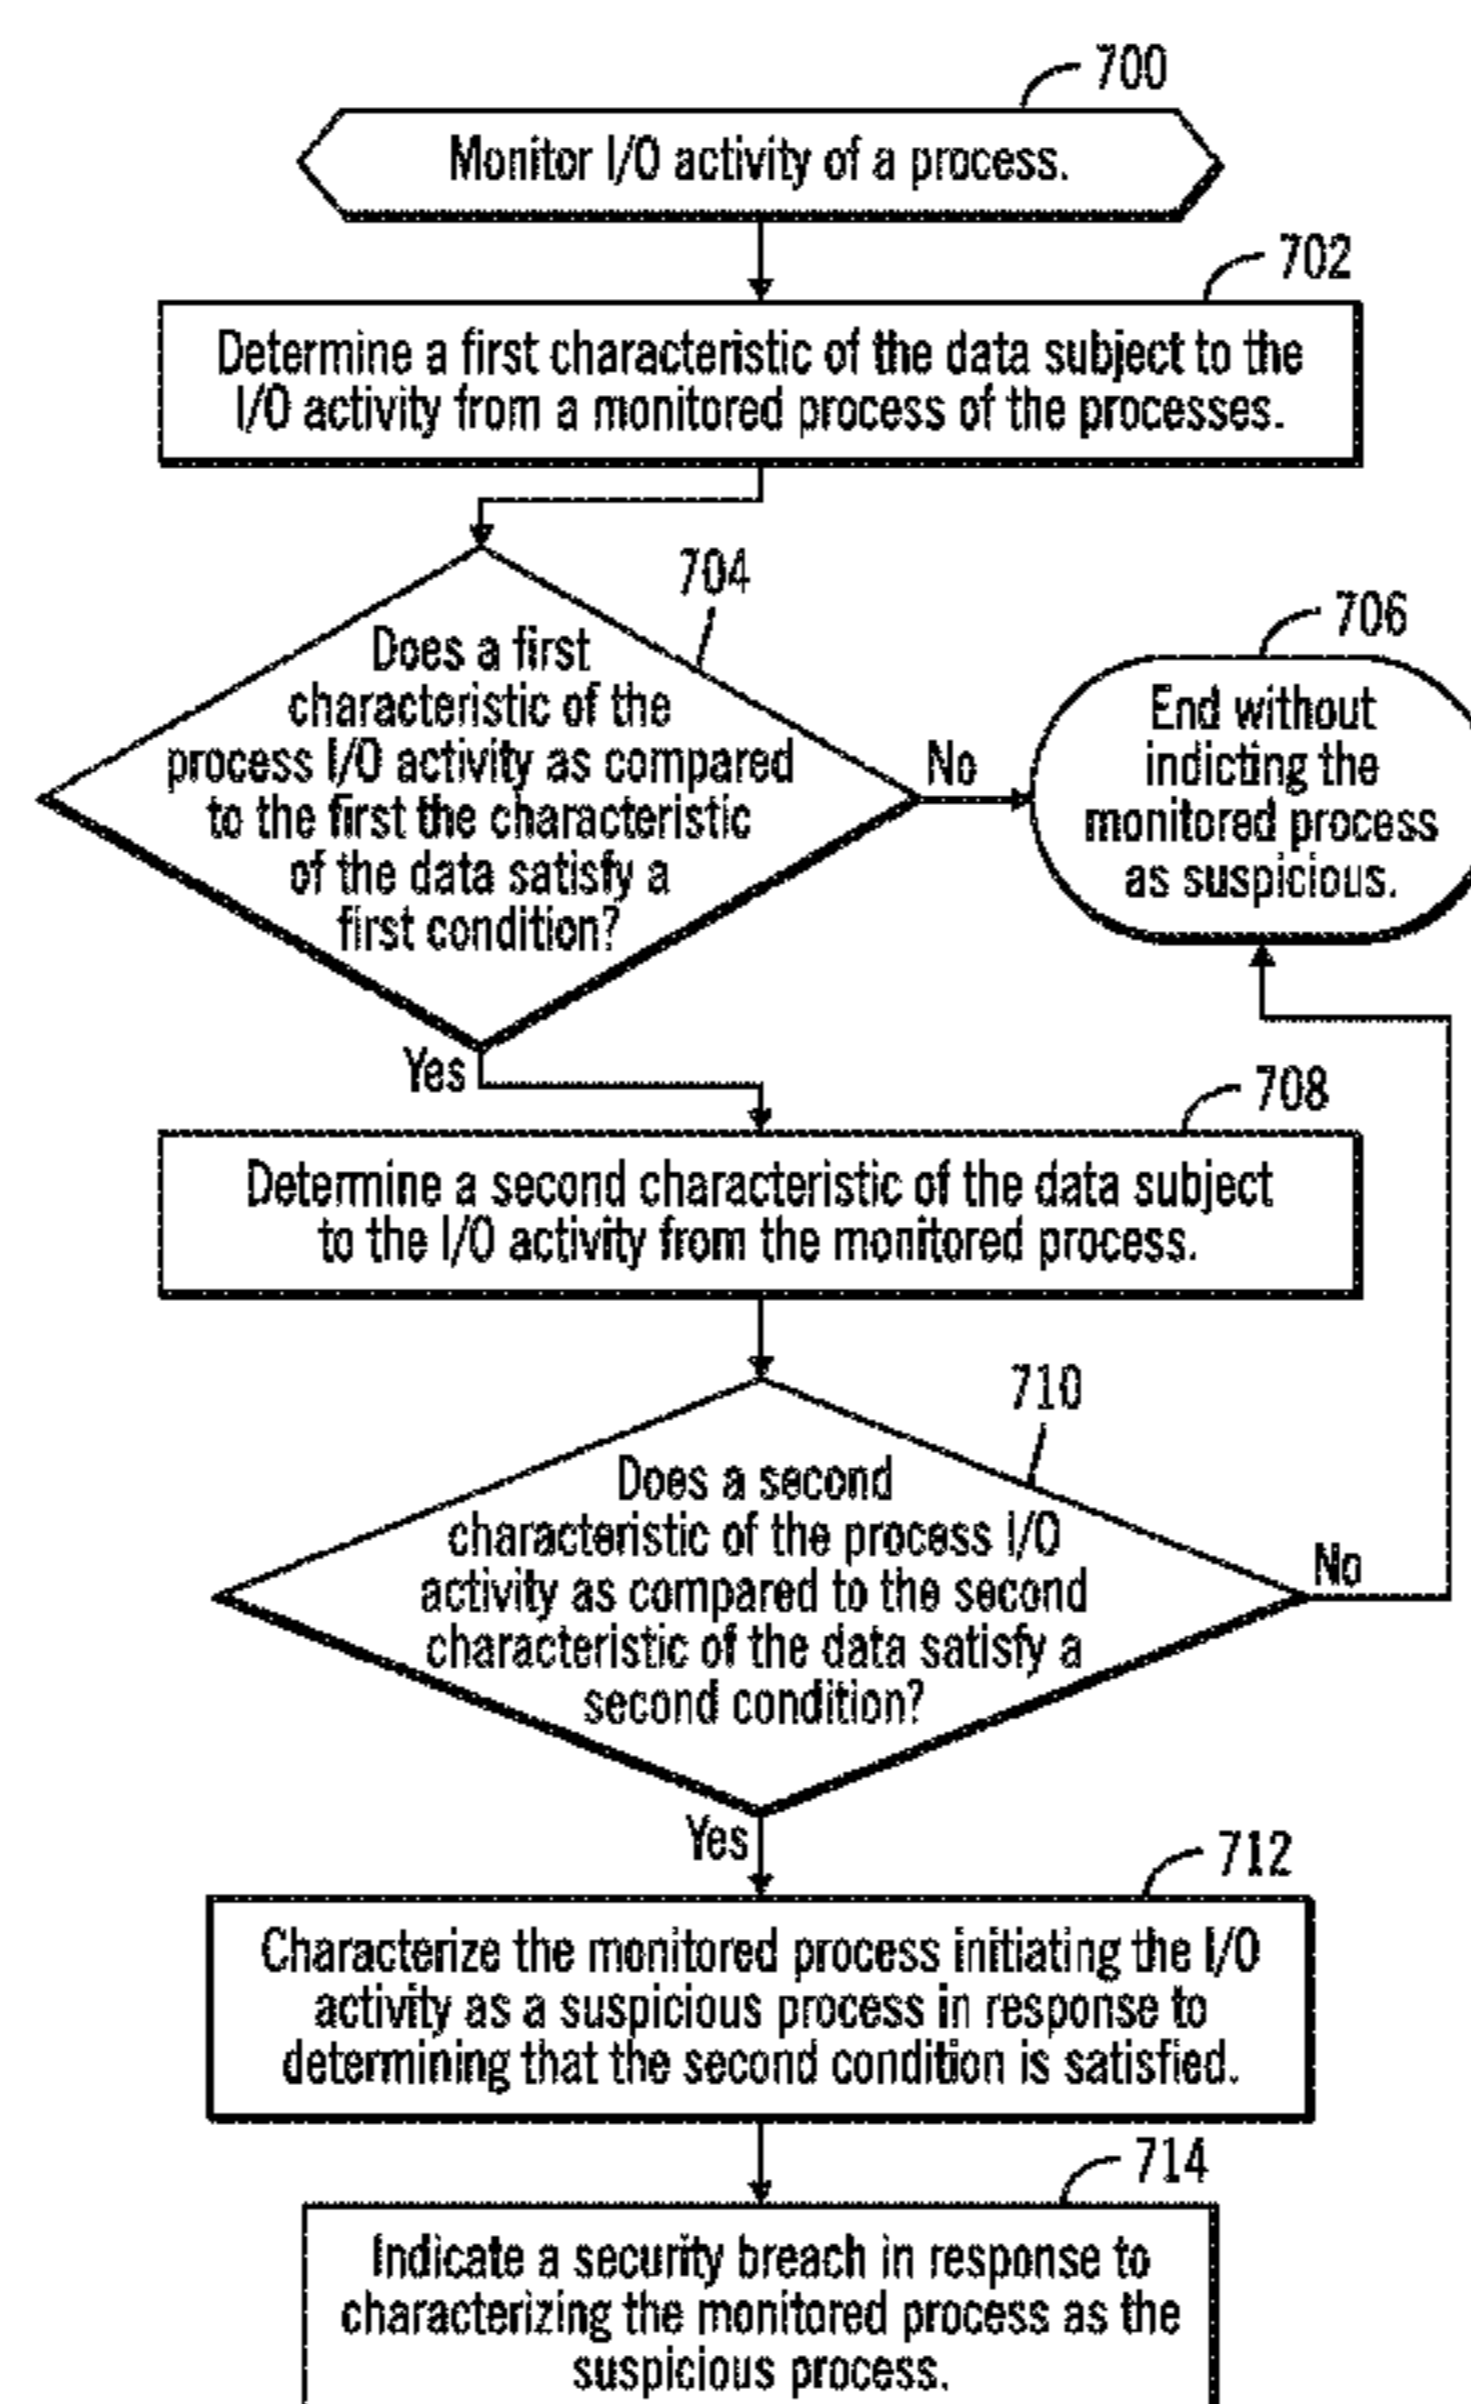 700
Monitor I/O activity of a process.
702
Determine a first characteristic of the data subject to the
I/O activity from a monitored process of the processes.
704
Does a first
characteristic of the
process I/O activity as compared
to the first the characteristic
of the data satisfy a
first condition?
No
706
End without
indicting the
monitored process
as suspicious.
Yes
708
Determine a second characteristic of the data subject
to the I/O activity from the monitored process.
710
Does a second
characteristic of the process I/O
activity as compared to the second
characteristic of the data satisfy a
second condition?
No
Yes
712
Characterize the monitored process initiating the I/O
activity as a suspicious process in response to
determining that the second condition is satisfied.
714
Indicate a security breach in response to
characterizing the monitored process as the
suspicious process.